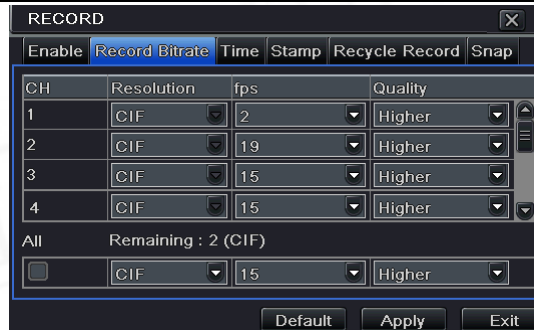 RECORD
Enable Record Bitrate Time Stamp Recycle Record Snap
CH Resolution fps Quality
1 CIF 2 Higher
2 CIF 19 Higher
3 CIF 15 Higher
4 CIF 15 Higher
All Remaining : 2 (CIF)
CIF 15 Higher
Default Apply Exit